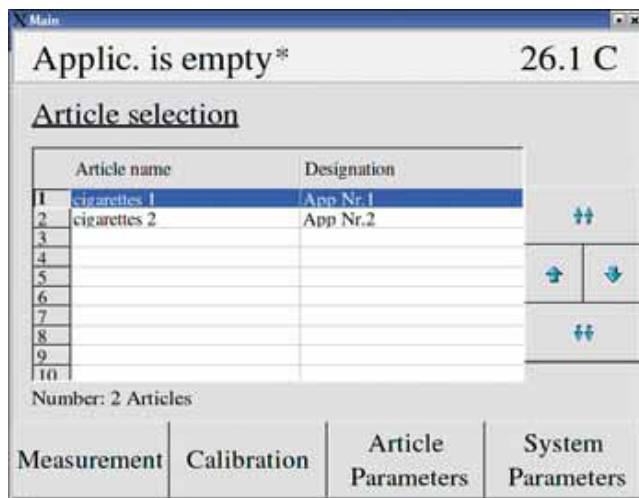 X Main
Applic. is empty* 26.1 C
Article selection
Article name Designation
1 cigarettes 1 App Nr.1
2 cigarettes 2 App Nr.2
3
4
5
6
7
8
9
10
Number: 2 Articles
Measurement Calibration Article Parameters System Parameters